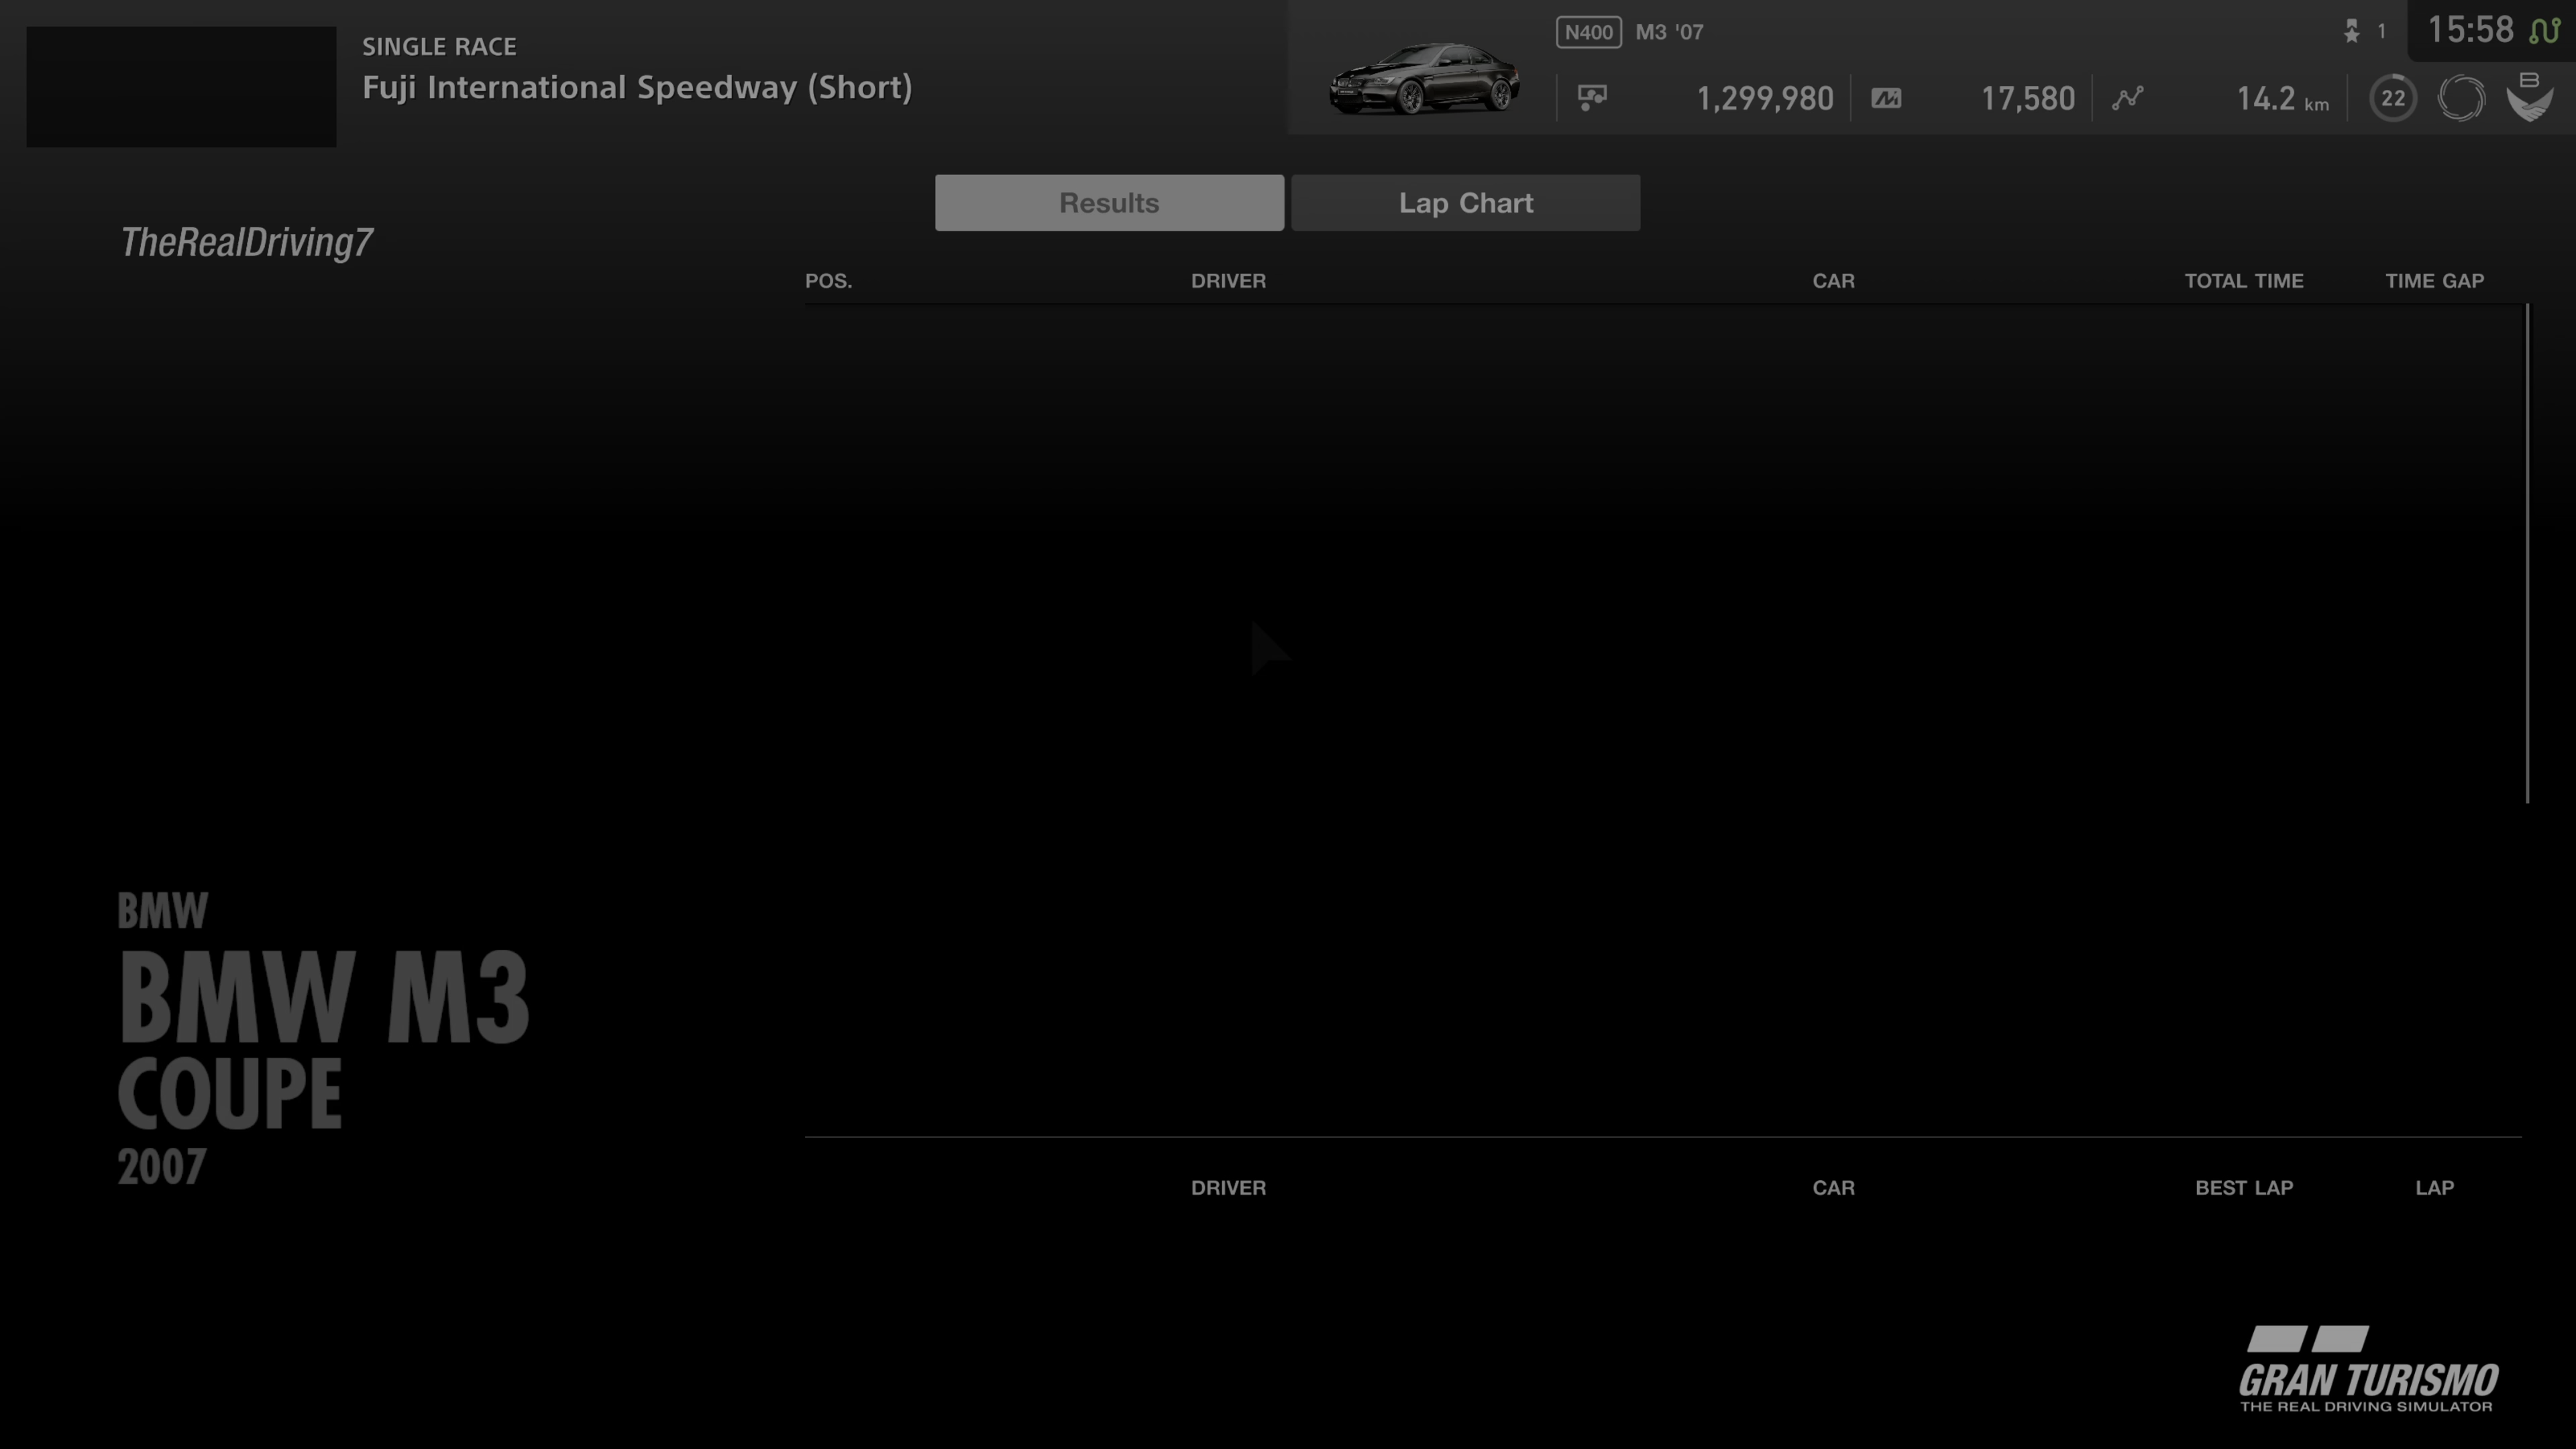 SINGLE RACE
Fuji International Speedway (Short)
N400 M3 '07
1 15:58
1,299,980 17,580 14.2 km 22 B
Results Lap Chart
TheRealDriving7
POS. DRIVER CAR TOTAL TIME TIME GAP
BMW
BMW M3
COUPE
2007
DRIVER CAR BEST LAP LAP
GRAN TURISMO
THE REAL DRIVING SIMULATOR